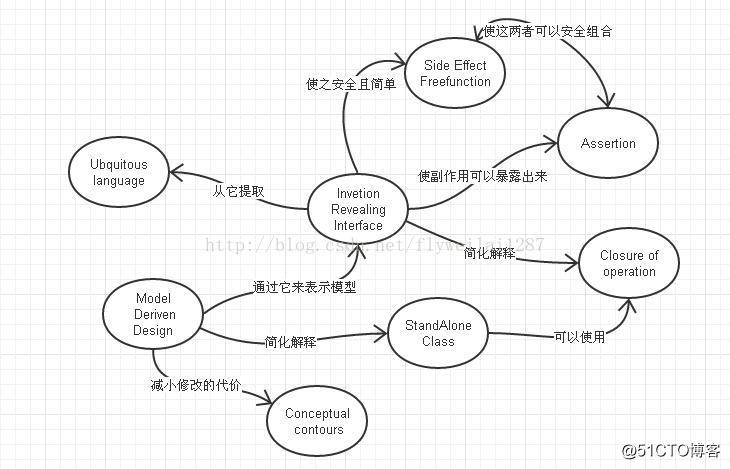 使这两者可以安全组合
Side Effect
Freefunction
使之安全且简单
Assertion
Ubquitous
language
从它提取
使副作用可以暴露出来
Invetion
Revealing
Interface
http://blog.csdn.net/flyweilai1287
简化解释
Closure of
operation
通过它来表示模型
Model
Deriven
Design
简化解释
StandAlone
Class
可以使用
减小修改的代价
Conceptual
contours
@51CTO博客